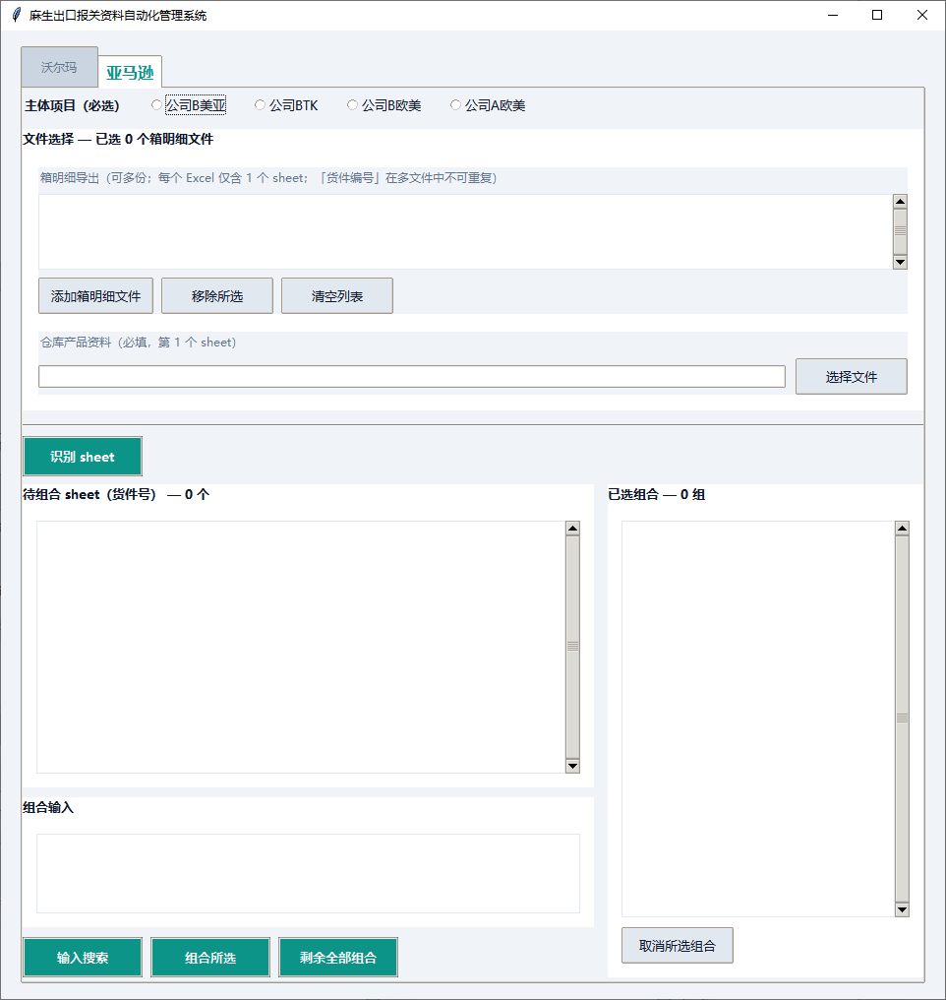 麻生出口报关资料自动化管理系统
沃尔玛 亚马逊
主体项目（必选） 公司B美亚 公司BTK 公司B欧美 公司A欧美
文件选择 — 已选 0 个箱明细文件
箱明细导出（可多份；每个 Excel 仅含 1 个 sheet；「货件编号」在多文件中不可重复）
添加箱明细文件 移除所选 清空列表
仓库产品资料（必填，第 1 个 sheet）
选择文件
识别 sheet
待组合 sheet（货件号） — 0 个
已选组合 — 0 组
组合输入
取消所选组合
输入搜索 组合所选 剩余全部组合